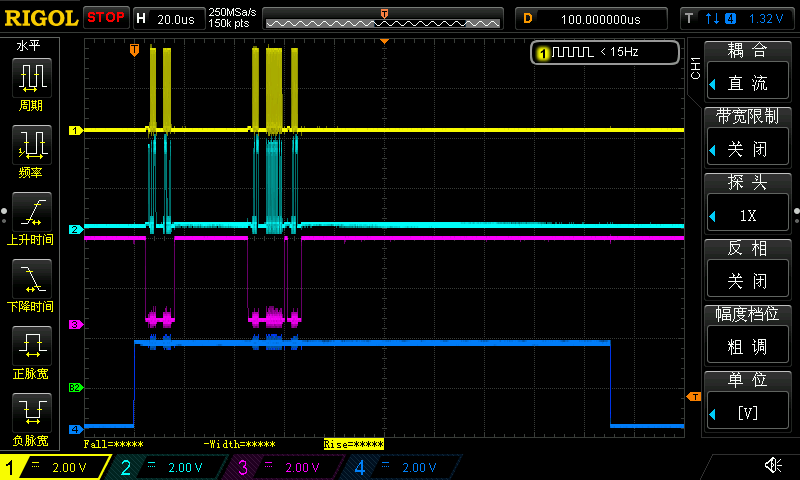 RIGOL STOP H 20.0us 250MSa/s 150k pts D 100.000000us T 4 1.32 V
水平
周期
频率
上升时间
下降时间
正脉宽
负脉宽
T
T
1 < 15Hz
1
2
3
B2
4
T
CH1
耦 合
直 流
带宽限制
关 闭
探 头
1X
反 相
关 闭
幅度档位
粗 调
单 位
[V]
Fall=***** -Width=***** Rise=*****
1 2.00 V 2 2.00 V 3 2.00 V 4 2.00 V